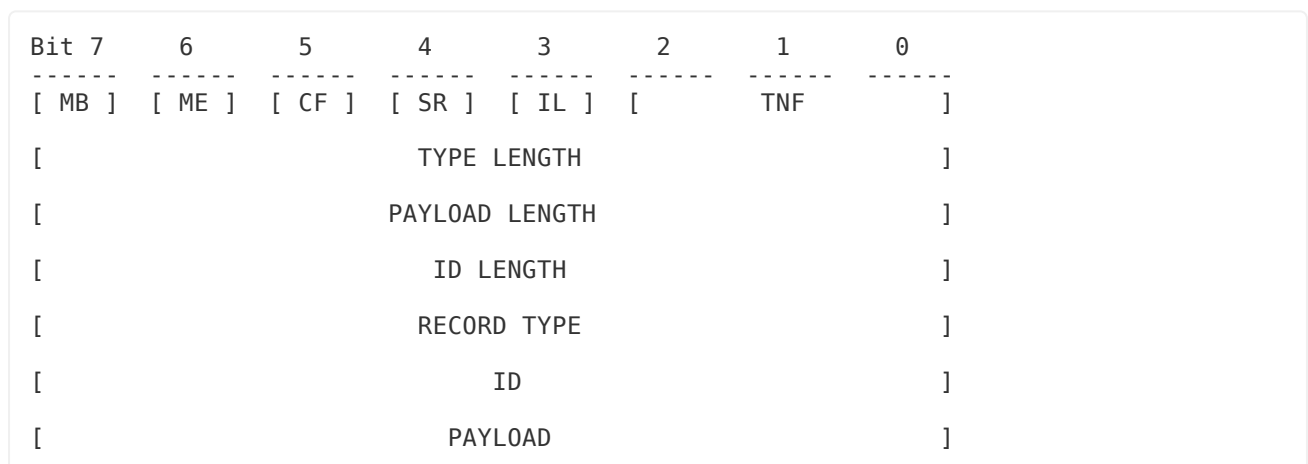 Bit 7     6       5       4       3       2       1       0
------  ------  ------  ------  ------  ------  ------  ------
[ MB ]  [ ME ]  [ CF ]  [ SR ]  [ IL ]  [        TNF         ]
[                         TYPE LENGTH                        ]
[                       PAYLOAD LENGTH                       ]
[                          ID LENGTH                         ]
[                         RECORD TYPE                        ]
[                              ID                            ]
[                           PAYLOAD                          ]